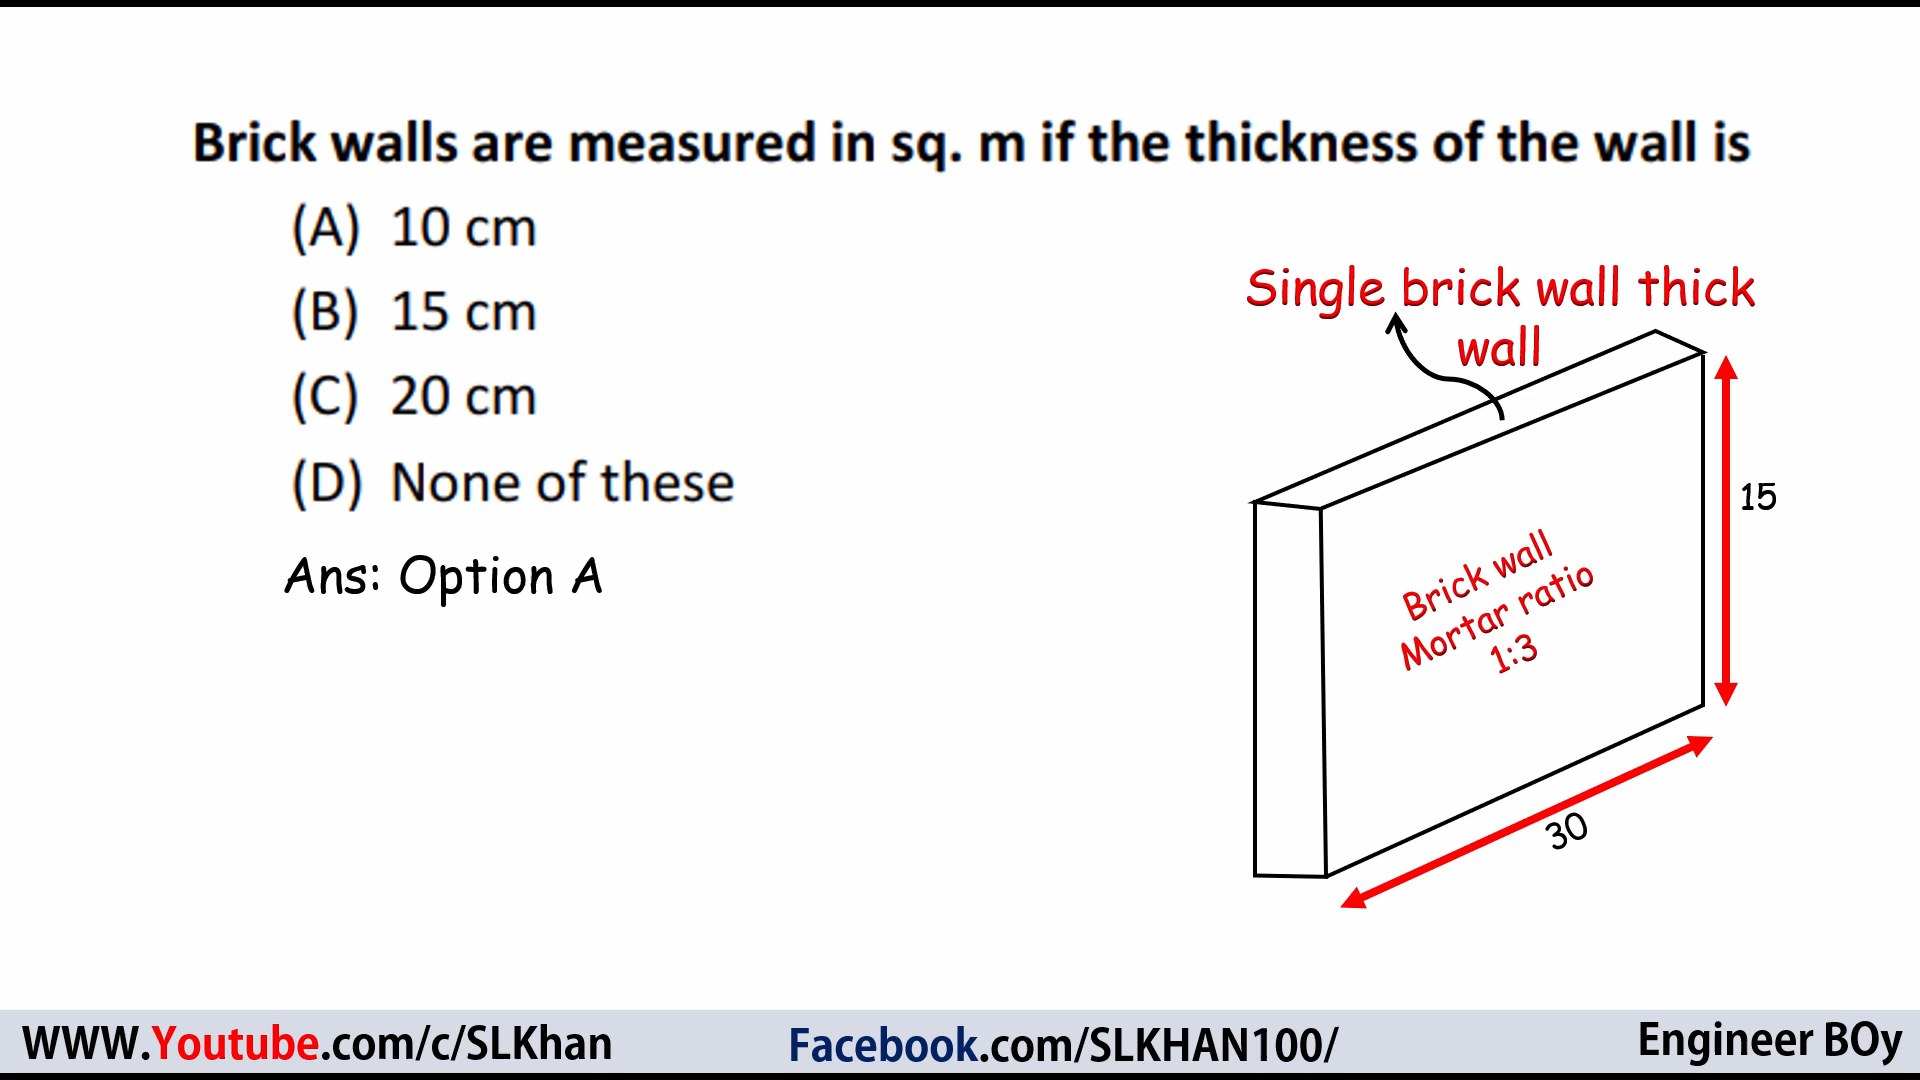 Brick walls are measured in sq. m if the thickness of the wall is
(A) 10 cm
(B) 15 cm
(C) 20 cm
(D) None of these
Ans: Option A
Single brick wall thick
wall
15
Brick wall
Mortar ratio
1:3
30
WWW.Youtube.com/c/SLKhan
Facebook.com/SLKHAN100/
Engineer BOy